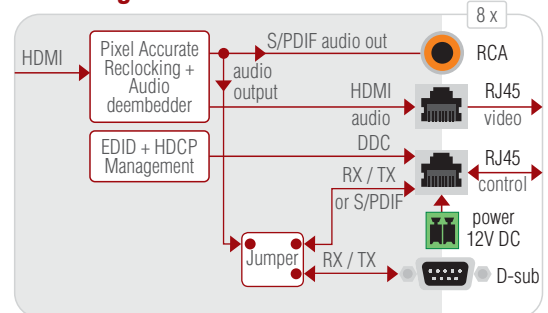 8 x
HDMI
Pixel Accurate
Reclocking +
Audio
deembedder
S/PDIF audio out
RCA
audio
output
HDMI
audio
RJ45
video
EDID + HDCP
Management
DDC
RX / TX
or S/PDIF
RJ45
control
power
12V DC
Jumper
RX / TX
D-sub